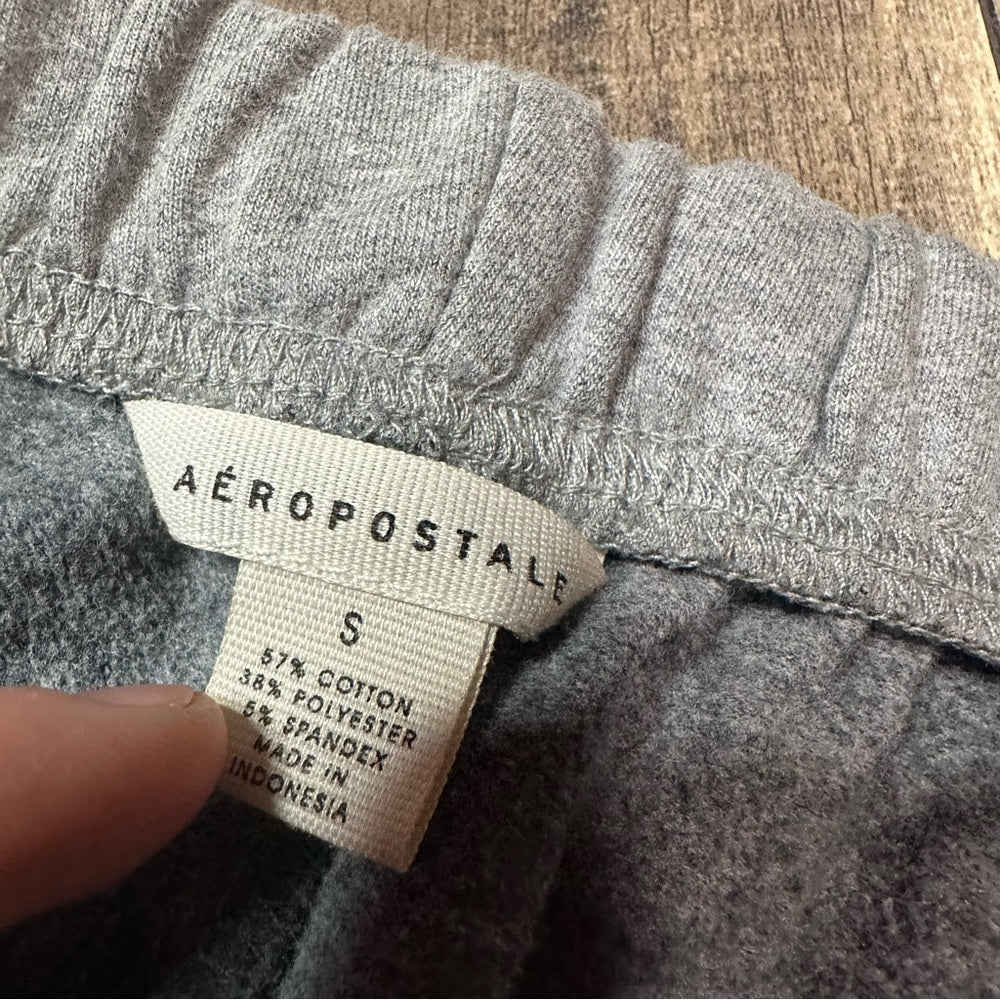 AÉROPOSTALE
S
57% COTTON
38% POLYESTER
5% SPANDEX
MADE IN
INDONESIA